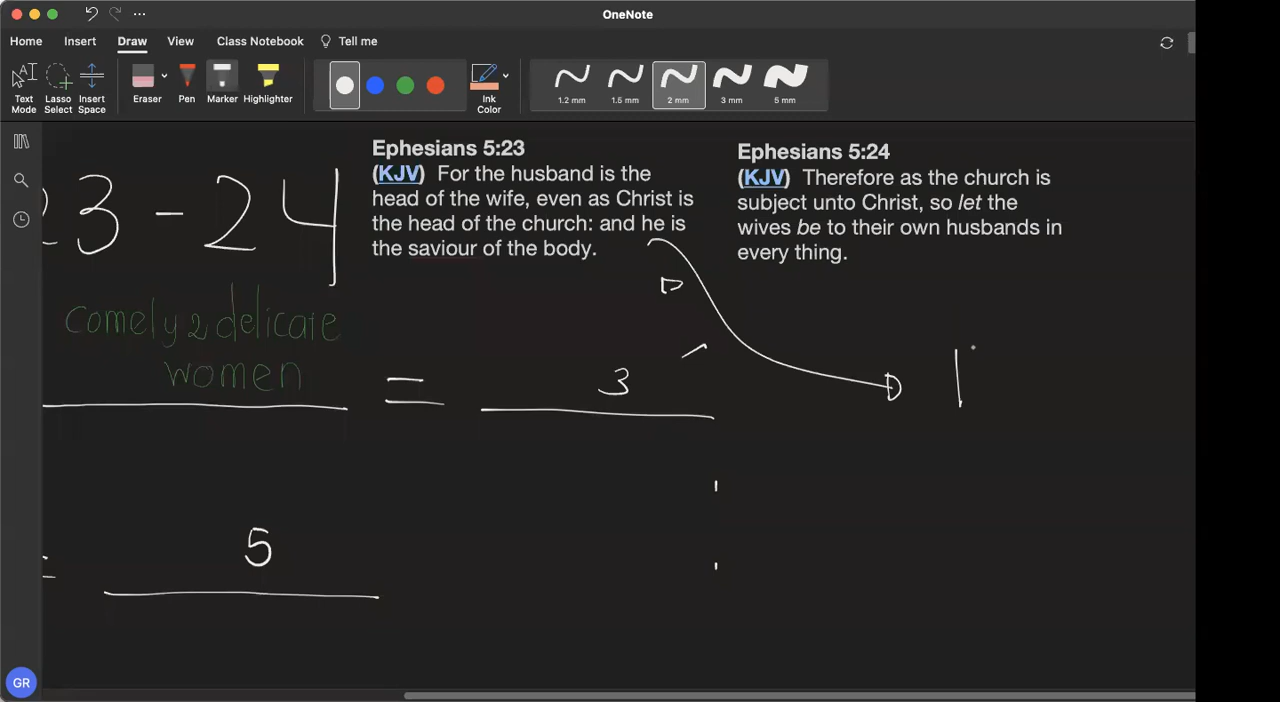 OneNote
Home Insert Draw View Class Notebook Tell me
Text Mode
Lasso Select
Insert Space
Eraser
Pen
Marker
Highlighter
Ink Color
1.2 mm
1.5 mm
2 mm
3 mm
5 mm
Ephesians 5:23
(KJV) For the husband is the
head of the wife, even as Christ is
the head of the church: and he is
the saviour of the body.
Ephesians 5:24
(KJV) Therefore as the church is
subject unto Christ, so let the
wives be to their own husbands in
every thing.
23 - 24
comely & delicate
women
= 3
= 5
GR